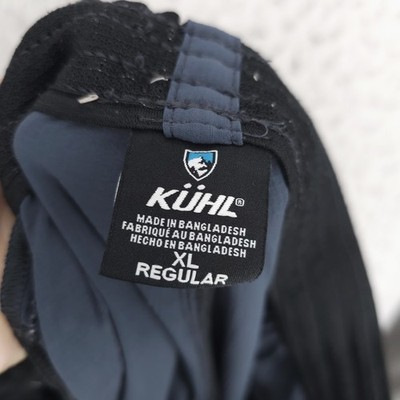 KÜHL®
MADE IN BANGLADESH
FABRIQUÉ AU BANGLADESH
HECHO EN BANGLADESH
XL
REGULAR